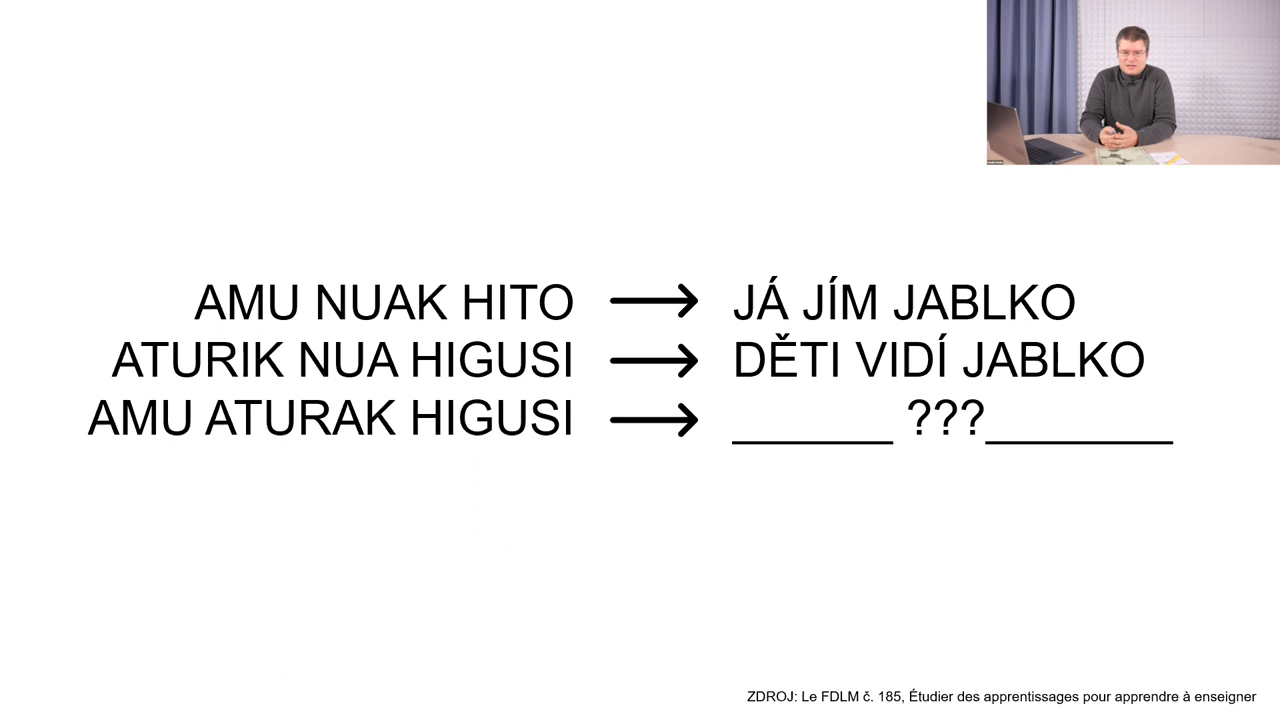 AMU NUAK HITO → JÁ JÍM JABLKO
ATURIK NUA HIGUSI → DĚTI VIDÍ JABLKO
AMU ATURAK HIGUSI → ______ ???_______
ZDROJ: Le FDLM č. 185, Étudier des apprentissages pour apprendre à enseigner